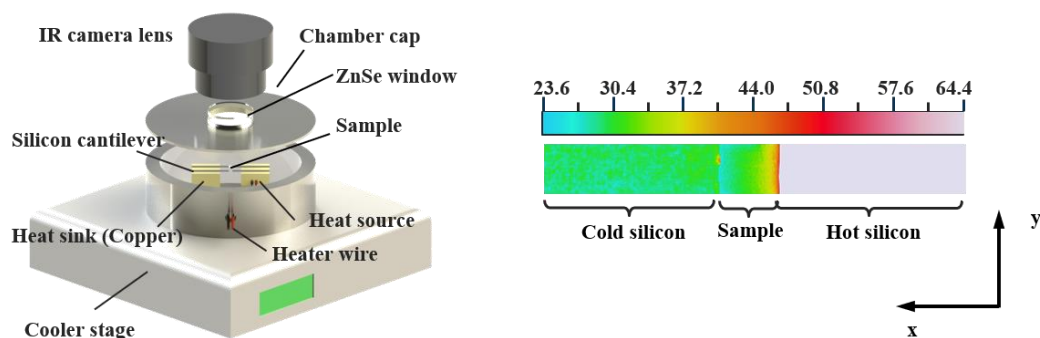 IR camera lens
Chamber cap
ZnSe window
Sample
Silicon cantilever
Heat source
Heat sink (Copper)
Heater wire
Cooler stage
23.6 30.4 37.2 44.0 50.8 57.6 64.4
Cold silicon Sample Hot silicon
y
x